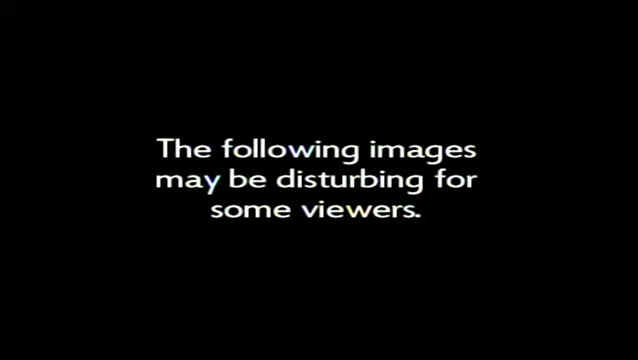 The following images
may be disturbing for
some viewers.